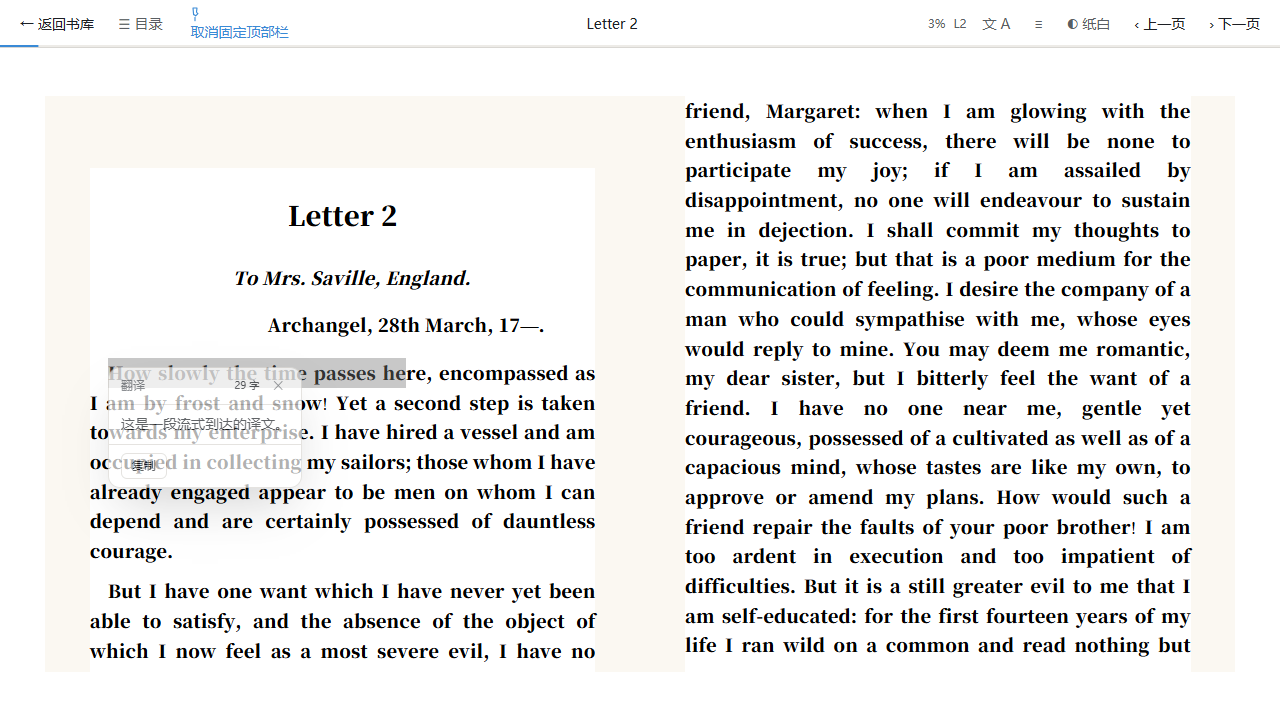 ← 返回书库
☰ 目录
取消固定顶部栏
Letter 2
3% L2
文 A
≡
◐ 纸白
‹ 上一页
› 下一页
Letter 2
To Mrs. Saville, England.
Archangel, 28th March, 17—.
How slowly the time passes here, encompassed as
I am by frost and snow! Yet a second step is taken
towards my enterprise. I have hired a vessel and am
occupied in collecting my sailors; those whom I have
already engaged appear to be men on whom I can
depend and are certainly possessed of dauntless
courage.
But I have one want which I have never yet been
able to satisfy, and the absence of the object of
which I now feel as a most severe evil, I have no
翻译
29 字 ×
这是一段流式到达的译文。
复制
friend, Margaret: when I am glowing with the
enthusiasm of success, there will be none to
participate my joy; if I am assailed by
disappointment, no one will endeavour to sustain
me in dejection. I shall commit my thoughts to
paper, it is true; but that is a poor medium for the
communication of feeling. I desire the company of a
man who could sympathise with me, whose eyes
would reply to mine. You may deem me romantic,
my dear sister, but I bitterly feel the want of a
friend. I have no one near me, gentle yet
courageous, possessed of a cultivated as well as of a
capacious mind, whose tastes are like my own, to
approve or amend my plans. How would such a
friend repair the faults of your poor brother! I am
too ardent in execution and too impatient of
difficulties. But it is a still greater evil to me that I
am self-educated: for the first fourteen years of my
life I ran wild on a common and read nothing but